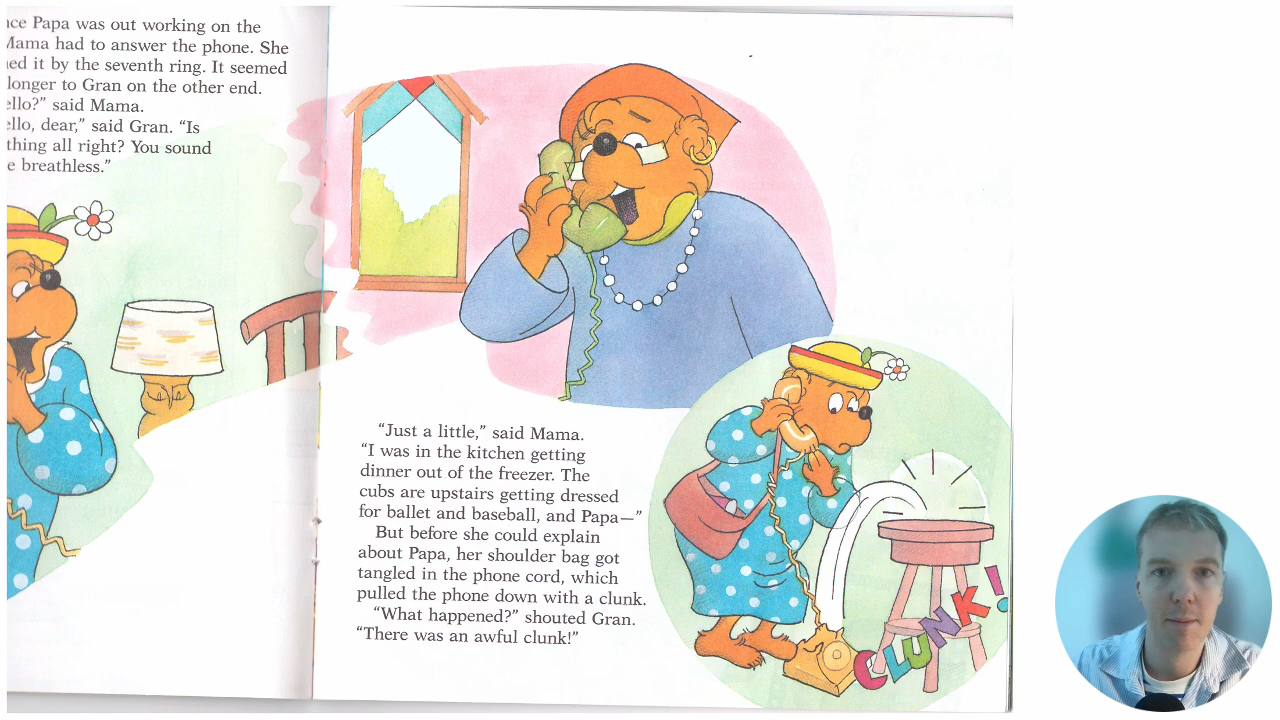 Papa was out working on the
Mama had to answer the phone. She
it by the seventh ring. It seemed
longer to Gran on the other end.
said Mama.
dear,” said Gran. “Is
all right? You sound
breathless.”
“Just a little,” said Mama.
“I was in the kitchen getting
dinner out of the freezer. The
cubs are upstairs getting dressed
for ballet and baseball, and Papa—”
But before she could explain
about Papa, her shoulder bag got
tangled in the phone cord, which
pulled the phone down with a clunk.
“What happened?” shouted Gran.
“There was an awful clunk!”
CLUNK!